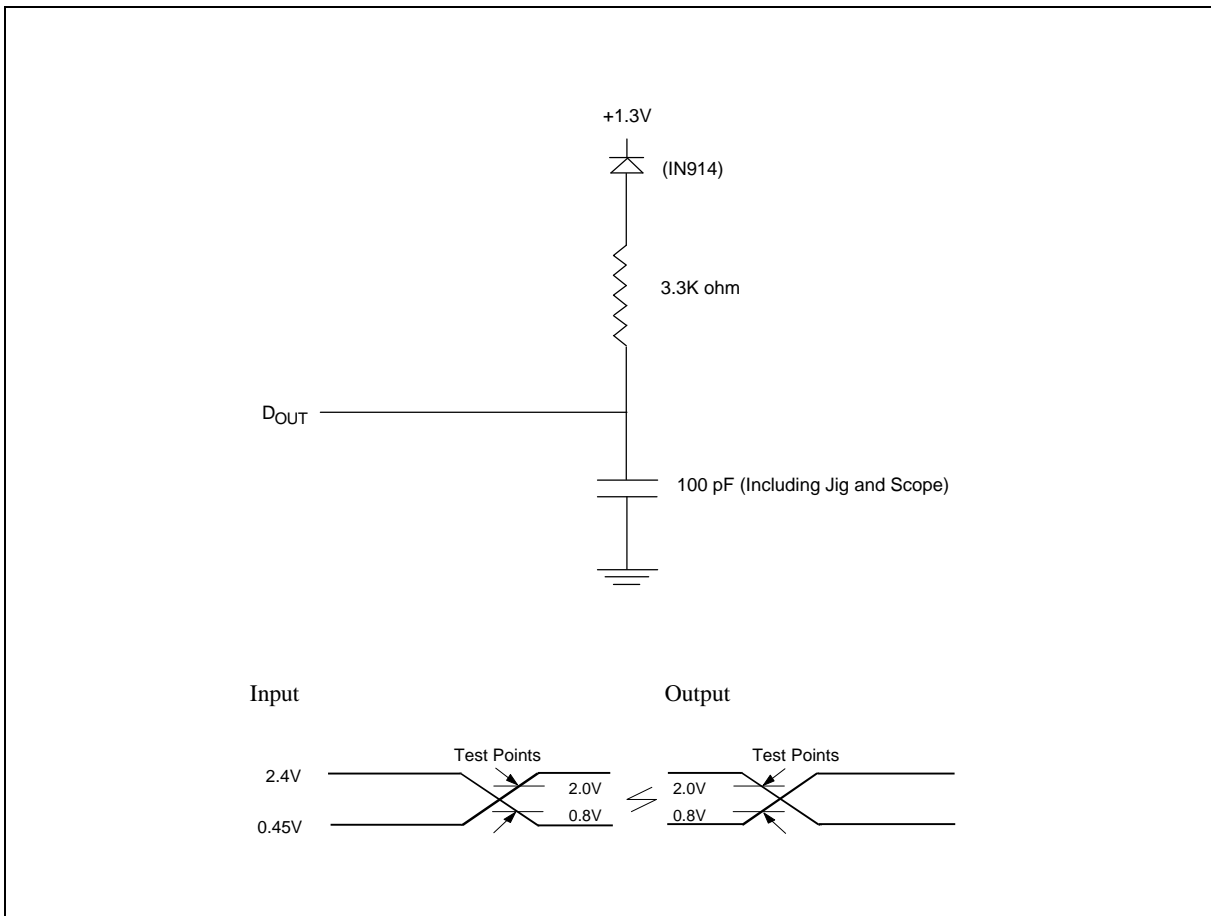 +1.3V
(IN914)
3.3K ohm
DOUT
100 pF (Including Jig and Scope)
Input
Output
Test Points
Test Points
2.4V
2.0V
2.0V
0.45V
0.8V
0.8V